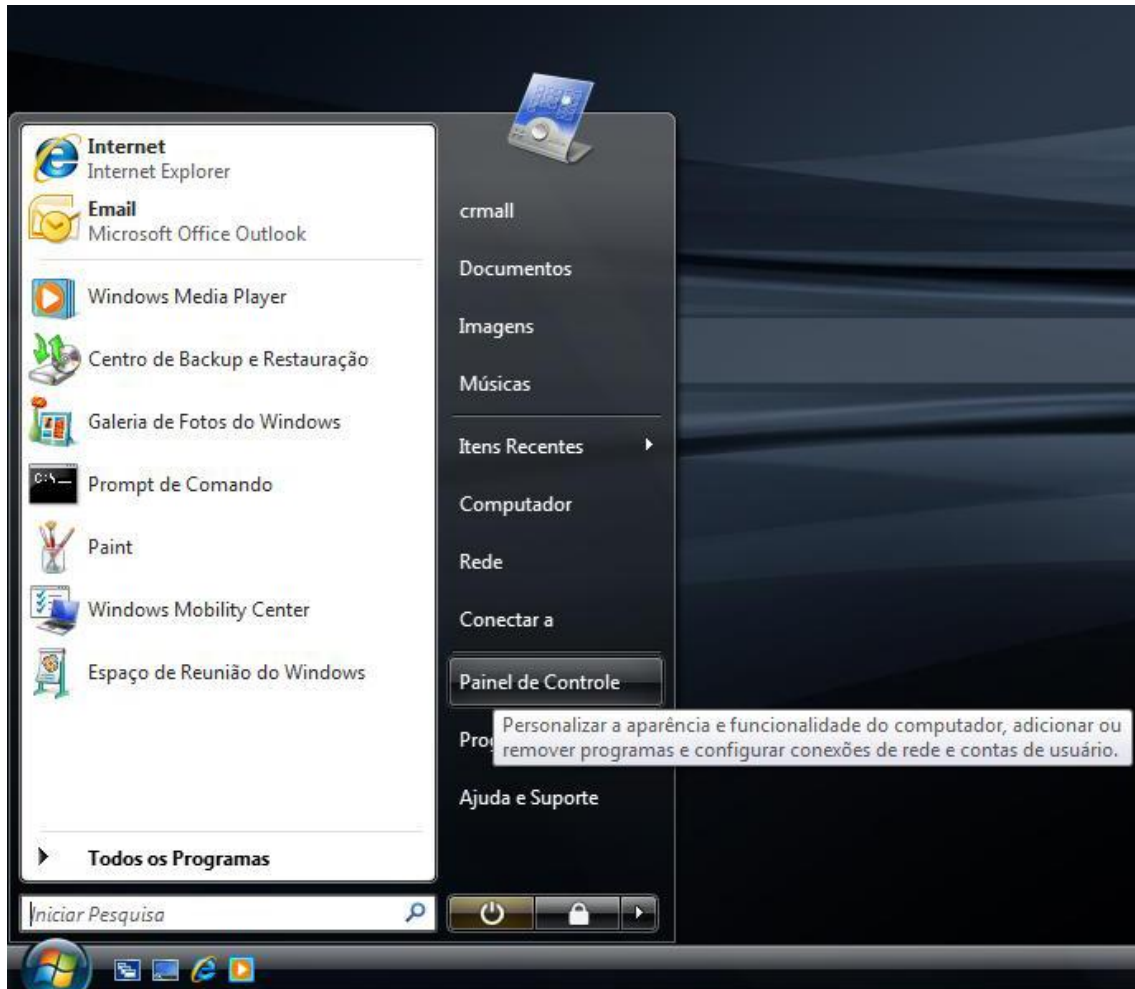 Internet
Internet Explorer
Email
Microsoft Office Outlook
Windows Media Player
Centro de Backup e Restauração
Galeria de Fotos do Windows
Prompt de Comando
Paint
Windows Mobility Center
Espaço de Reunião do Windows
Todos os Programas
Iniciar Pesquisa
crmall
Documentos
Imagens
Músicas
Itens Recentes
Computador
Rede
Conectar a
Painel de Controle
Personalizar a aparência e funcionalidade do computador, adicionar ou
remover programas e configurar conexões de rede e contas de usuário.
Ajuda e Suporte